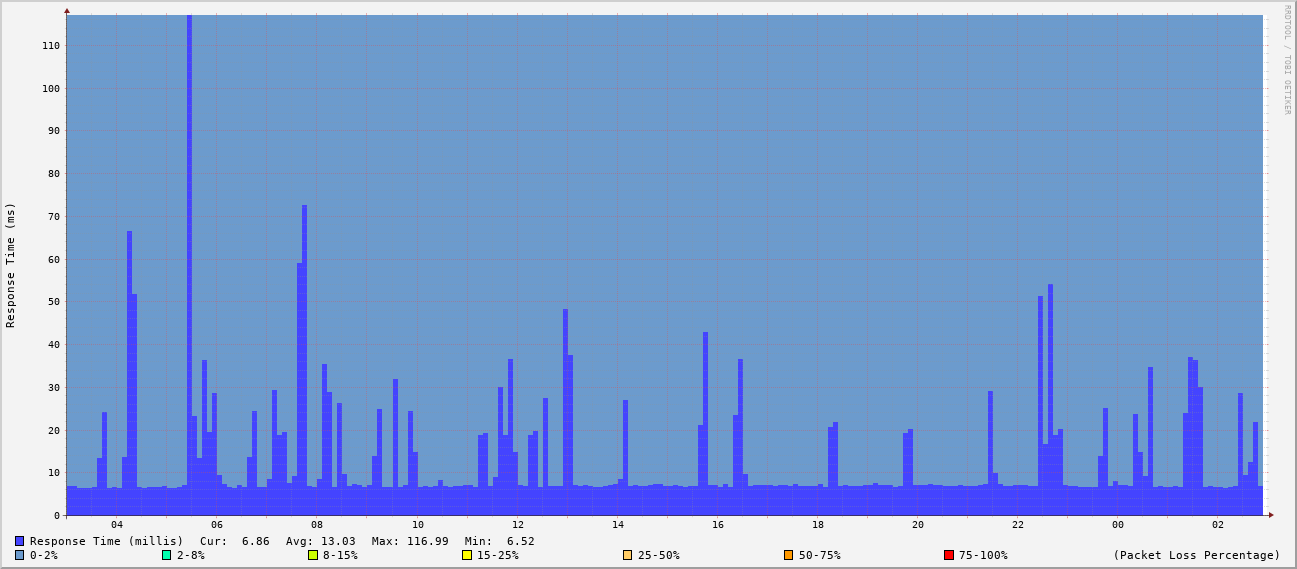 RRDTOOL / TOBI OETIKER
Response Time (ms)
110
100
90
80
70
60
50
40
30
20
10
0
04 06 08 10 12 14 16 18 20 22 00 02
Response Time (millis) Cur: 6.86 Avg: 13.03 Max: 116.99 Min: 6.52
0-2% 2-8% 8-15% 15-25% 25-50% 50-75% 75-100% (Packet Loss Percentage)